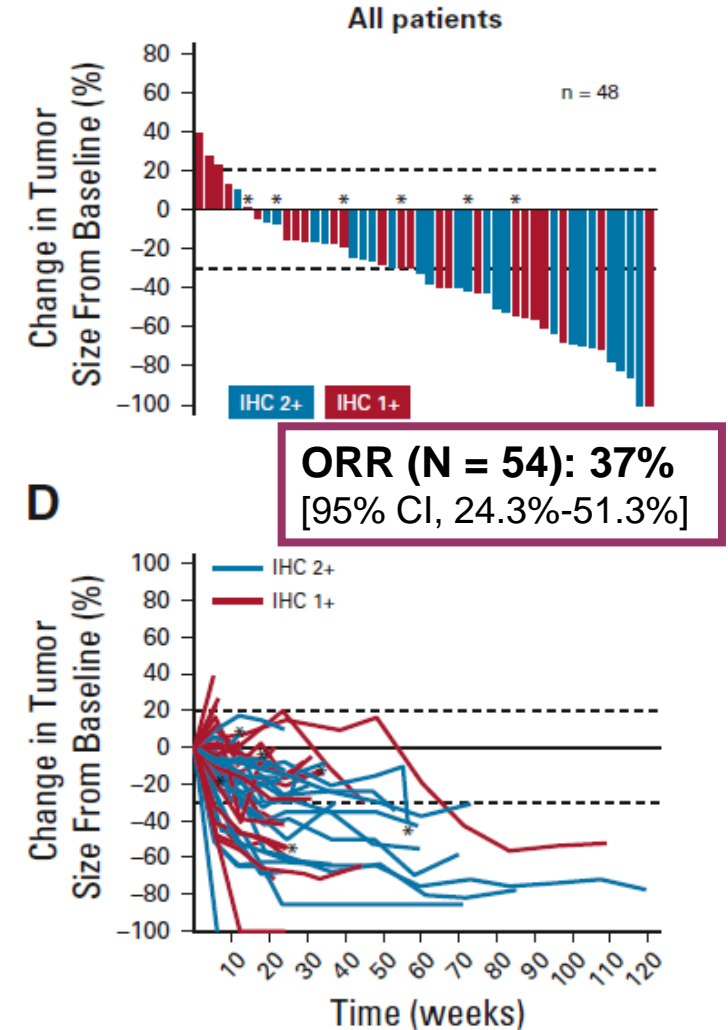 All patients
Change in Tumor
Size From Baseline (%)
80
60
40
20
0
−20
−40
−60
−80
−100
n = 48
* * * * * *
IHC 2+ IHC 1+
ORR (N = 54): 37%
[95% CI, 24.3%-51.3%]
D
Change in Tumor
Size From Baseline (%)
100
80
60
40
20
0
−20
−40
−60
−80
−100
IHC 2+
IHC 1+
* * * * * *
10 20 30 40 50 60 70 80 90 100 110 120
Time (weeks)